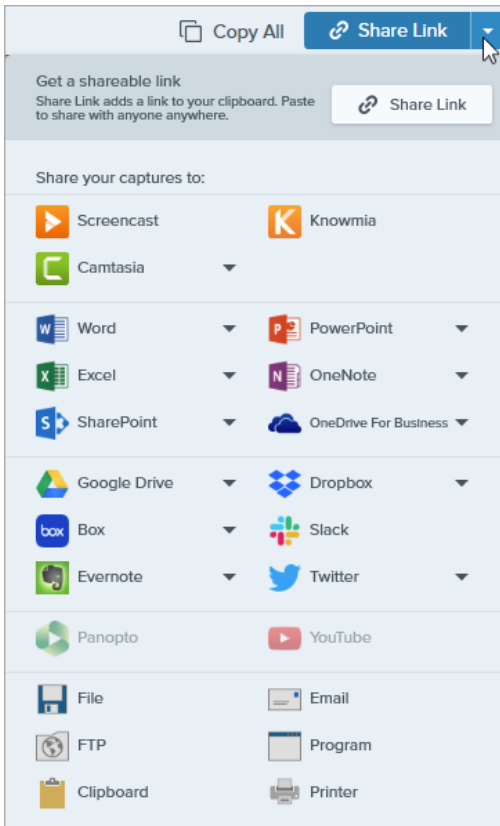 Copy All Share Link
Get a shareable link
Share Link adds a link to your clipboard. Paste
to share with anyone anywhere.
Share Link
Share your captures to:
Screencast Knowmia
Camtasia
Word PowerPoint
Excel OneNote
SharePoint OneDrive For Business
Google Drive Dropbox
box Box Slack
Evernote Twitter
Panopto YouTube
File Email
FTP Program
Clipboard Printer